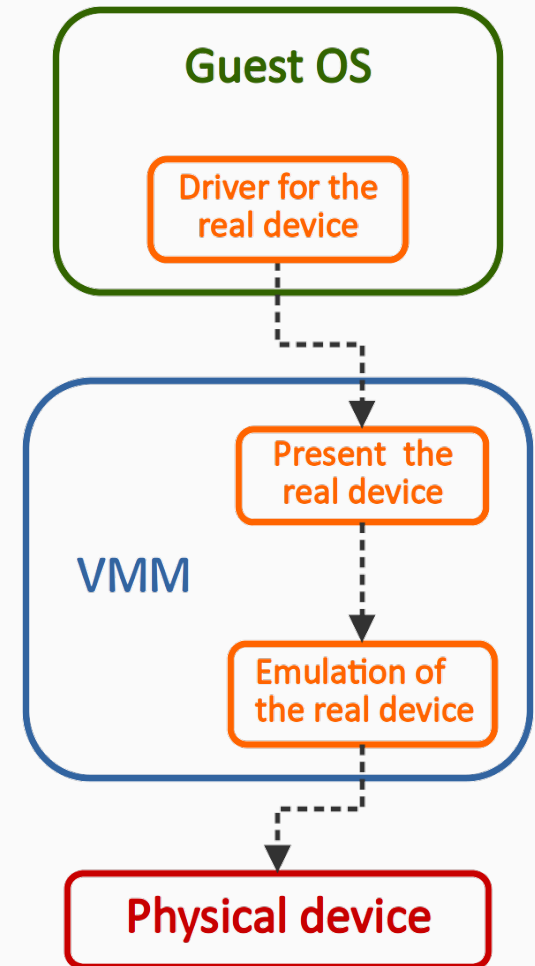 Guest OS
Driver for the
real device
Present the
real device
VMM
Emulation of
the real device
Physical device